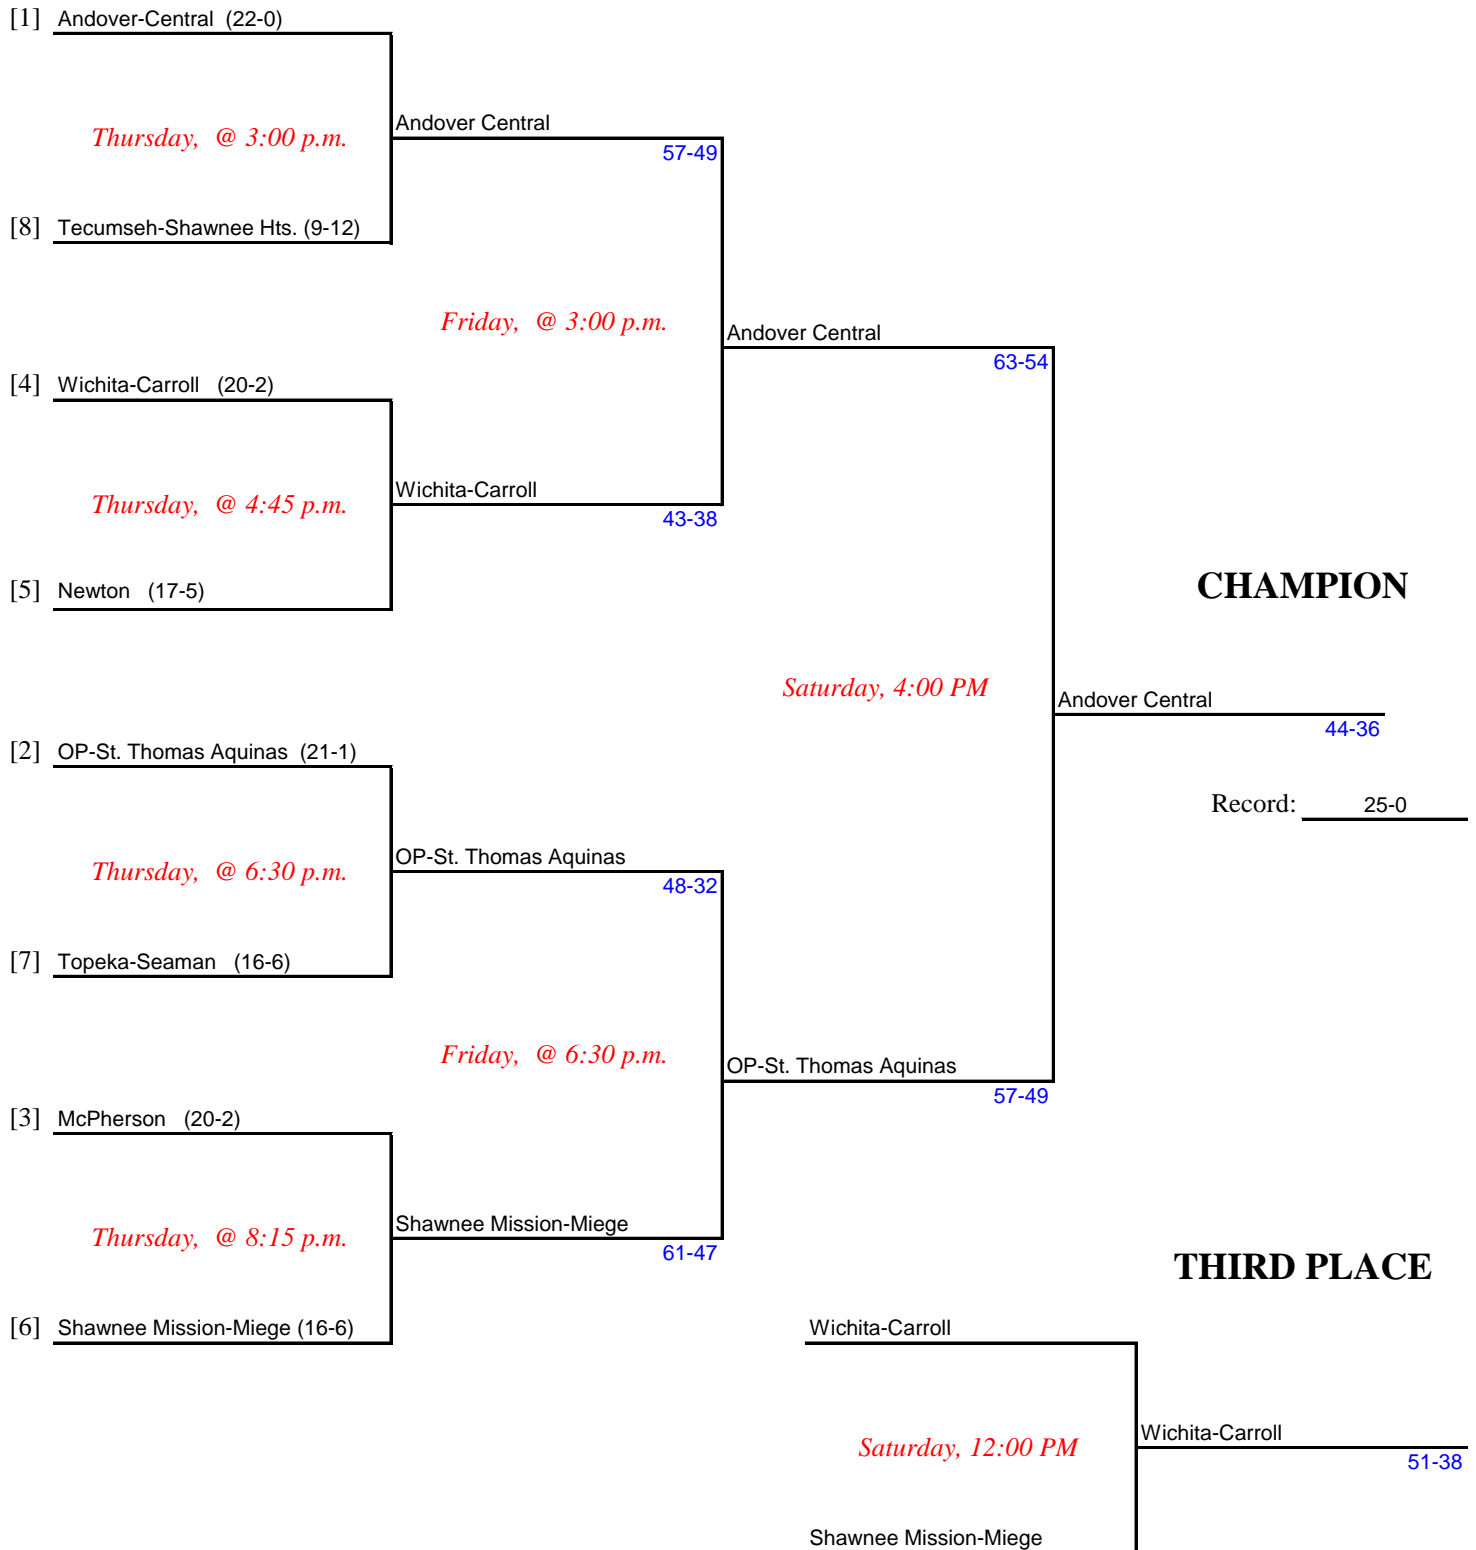 [1] Andover-Central (22-0)
Andover Central
Thursday, @ 3:00 p.m.
57-49
[8] Tecumseh-Shawnee Hts. (9-12)
Friday, @ 3:00 p.m.
Andover Central
63-54
[4] Wichita-Carroll (20-2)
Wichita-Carroll
Thursday, @ 4:45 p.m.
43-38
[5] Newton (17-5)
CHAMPION
Saturday, 4:00 PM
Andover Central
44-36
[2] OP-St. Thomas Aquinas (21-1)
Record: 25-0
OP-St. Thomas Aquinas
Thursday, @ 6:30 p.m.
48-32
[7] Topeka-Seaman (16-6)
Friday, @ 6:30 p.m.
OP-St. Thomas Aquinas
57-49
[3] McPherson (20-2)
Shawnee Mission-Miege
Thursday, @ 8:15 p.m.
61-47
THIRD PLACE
[6] Shawnee Mission-Miege (16-6)
Wichita-Carroll
Wichita-Carroll
Saturday, 12:00 PM
51-38
Shawnee Mission-Miege